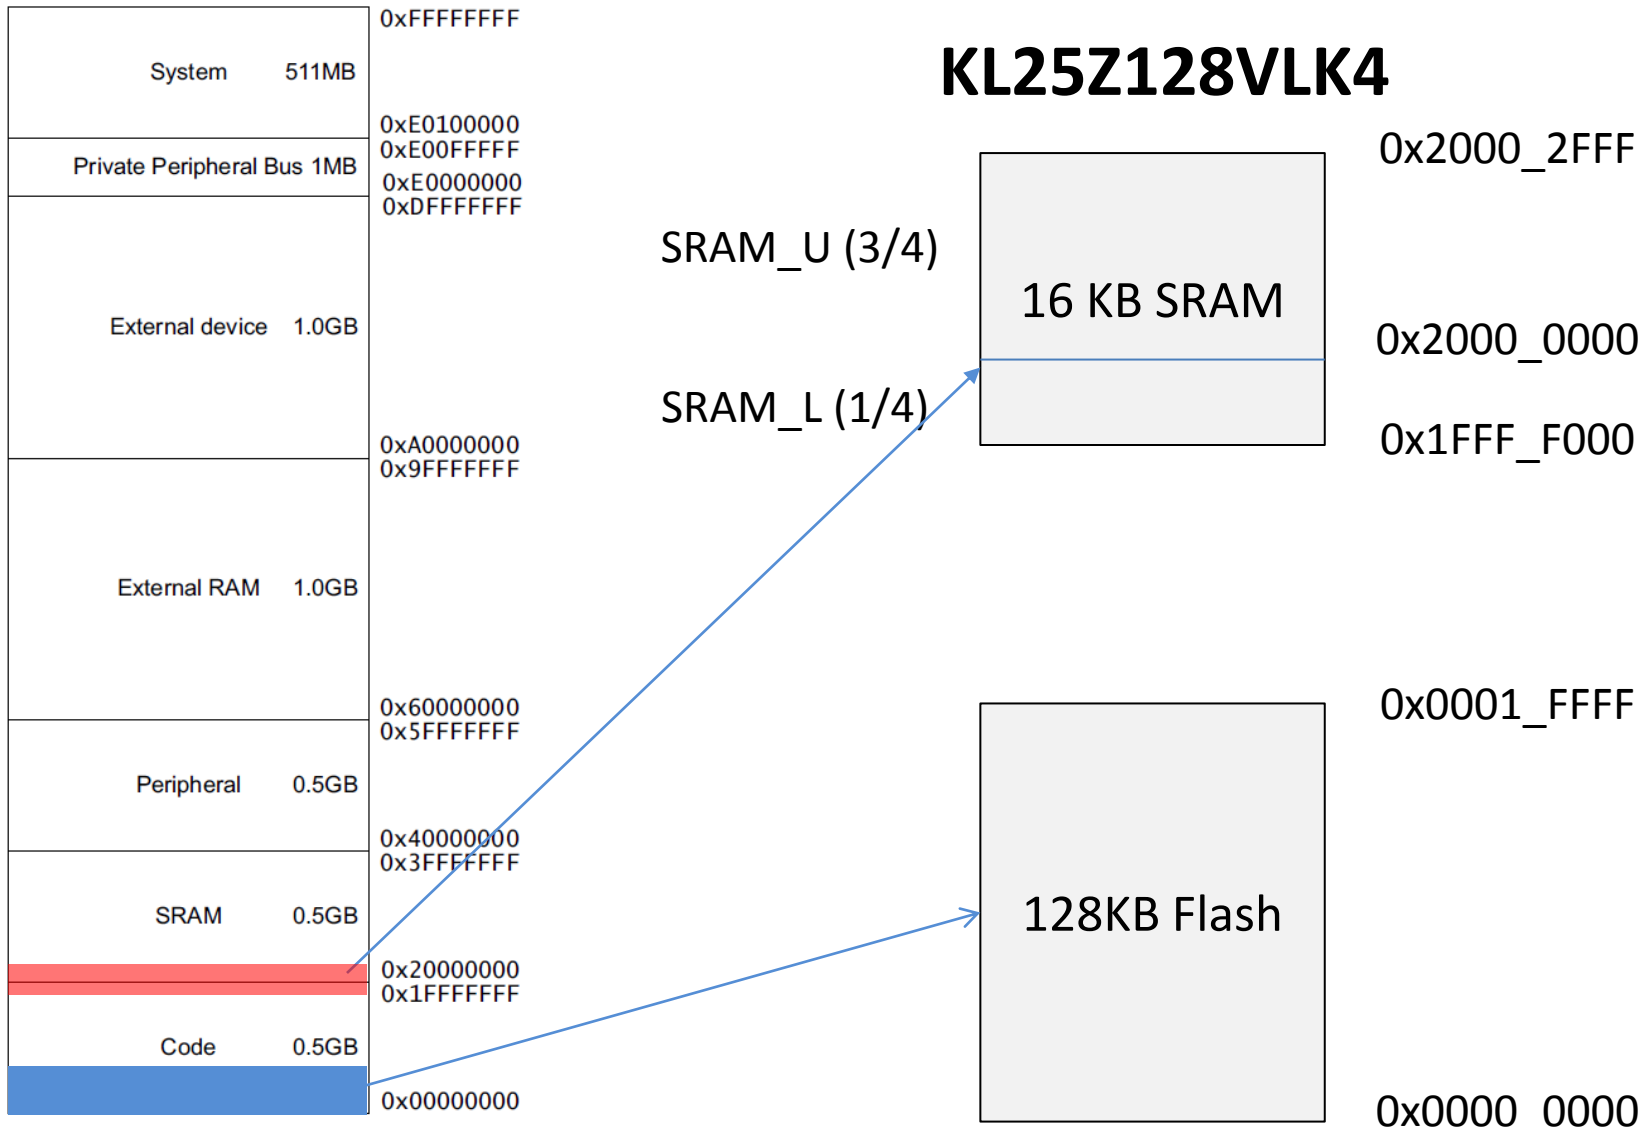 0xFFFFFFFF
System 511MB
0xE0100000
0xE00FFFFF
Private Peripheral Bus 1MB
0xE0000000
0xDFFFFFFF
External device 1.0GB
0xA0000000
0x9FFFFFFF
External RAM 1.0GB
0x60000000
0x5FFFFFFF
Peripheral 0.5GB
0x40000000
0x3FFFFFFF
SRAM 0.5GB
0x20000000
0x1FFFFFFF
Code 0.5GB
0x00000000
KL25Z128VLK4
0x2000_2FFF
SRAM_U (3/4)
16 KB SRAM
0x2000_0000
SRAM_L (1/4)
0x1FFF_F000
0x0001_FFFF
128KB Flash
0x0000_0000